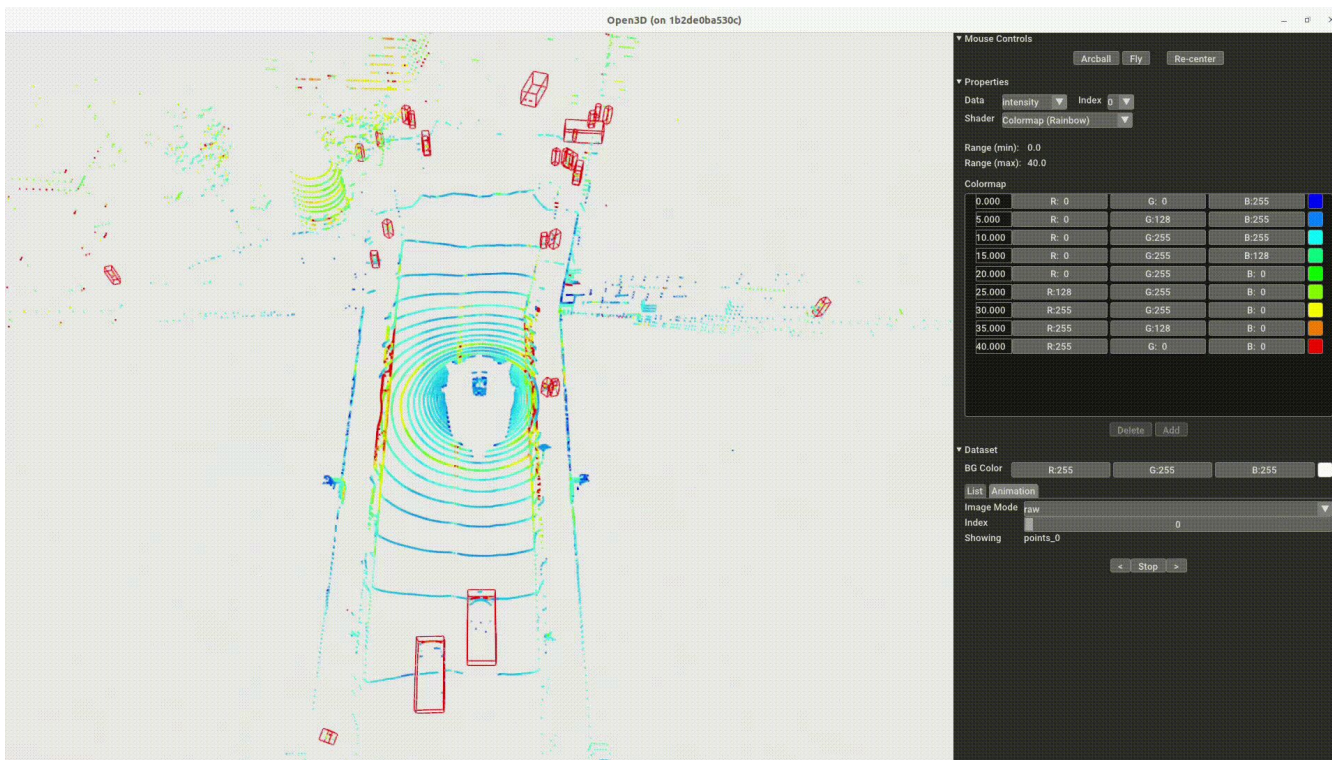 Open3D (on 1b2de0ba530c)
▼ Mouse Controls
Arcball Fly Re-center
▼ Properties
Data intensity ▼ Index 0 ▼
Shader Colormap (Rainbow) ▼
Range (min): 0.0
Range (max): 40.0
Colormap
0.000 R: 0 G: 0 B:255
5.000 R: 0 G:128 B:255
10.000 R: 0 G:255 B:255
15.000 R: 0 G:255 B:128
20.000 R: 0 G:255 B: 0
25.000 R:128 G:255 B: 0
30.000 R:255 G:255 B: 0
35.000 R:255 G:128 B: 0
40.000 R:255 G: 0 B: 0
Delete Add
▼ Dataset
BG Color R:255 G:255 B:255
List Animation
Image Mode raw ▼
Index 0
Showing points_0
< Stop >